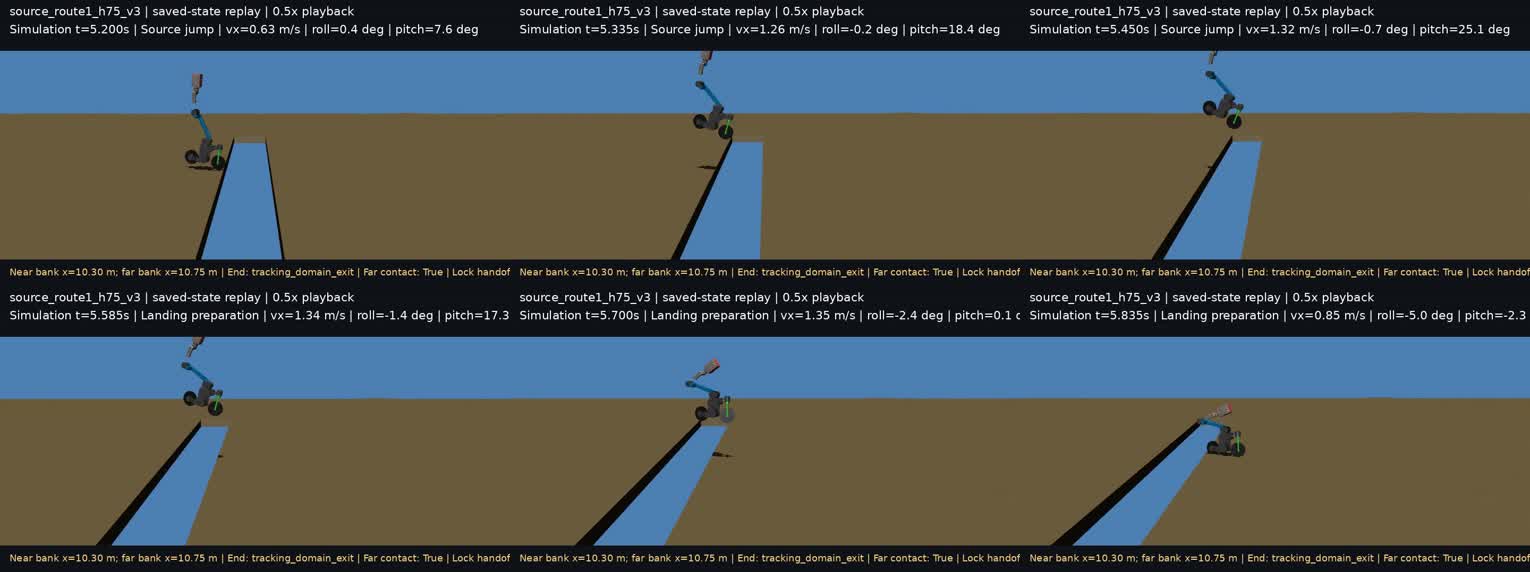 source_route1_h75_v3 | saved-state replay | 0.5x playback
Simulation t=5.200s | Source jump | vx=0.63 m/s | roll=0.4 deg | pitch=7.6 deg
Near bank x=10.30 m; far bank x=10.75 m | End: tracking_domain_exit | Far contact: True | Lock handof
source_route1_h75_v3 | saved-state replay | 0.5x playback
Simulation t=5.335s | Source jump | vx=1.26 m/s | roll=-0.2 deg | pitch=18.4 deg
Near bank x=10.30 m; far bank x=10.75 m | End: tracking_domain_exit | Far contact: True | Lock handof
source_route1_h75_v3 | saved-state replay | 0.5x playback
Simulation t=5.450s | Source jump | vx=1.32 m/s | roll=-0.7 deg | pitch=25.1 deg
Near bank x=10.30 m; far bank x=10.75 m | End: tracking_domain_exit | Far contact: True | Lock handof
source_route1_h75_v3 | saved-state replay | 0.5x playback
Simulation t=5.585s | Landing preparation | vx=1.34 m/s | roll=-1.4 deg | pitch=17.3
Near bank x=10.30 m; far bank x=10.75 m | End: tracking_domain_exit | Far contact: True | Lock handof
source_route1_h75_v3 | saved-state replay | 0.5x playback
Simulation t=5.700s | Landing preparation | vx=1.35 m/s | roll=-2.4 deg | pitch=0.1 c
Near bank x=10.30 m; far bank x=10.75 m | End: tracking_domain_exit | Far contact: True | Lock handof
source_route1_h75_v3 | saved-state replay | 0.5x playback
Simulation t=5.835s | Landing preparation | vx=0.85 m/s | roll=-5.0 deg | pitch=-2.3
Near bank x=10.30 m; far bank x=10.75 m | End: tracking_domain_exit | Far contact: True | Lock handof